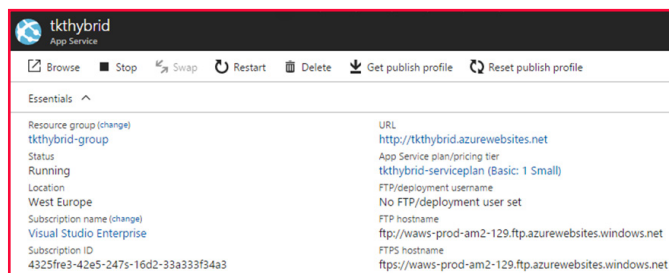 tkthybrid
App Service
Browse Stop Swap Restart Delete Get publish profile Reset publish profile
Essentials
Resource group (change)
tkthybrid-group
Status
Running
Location
West Europe
Subscription name (change)
Visual Studio Enterprise
Subscription ID
4325fre3-42e5-247s-16d2-33a333f34a3
URL
http://tkthybrid.azurewebsites.net
App Service plan/pricing tier
tkthybrid-serviceplan (Basic: 1 Small)
FTP/deployment username
No FTP/deployment user set
FTP hostname
ftp://waws-prod-am2-129.ftp.azurewebsites.windows.net
FTPS hostname
ftps://waws-prod-am2-129.ftp.azurewebsites.windows.net